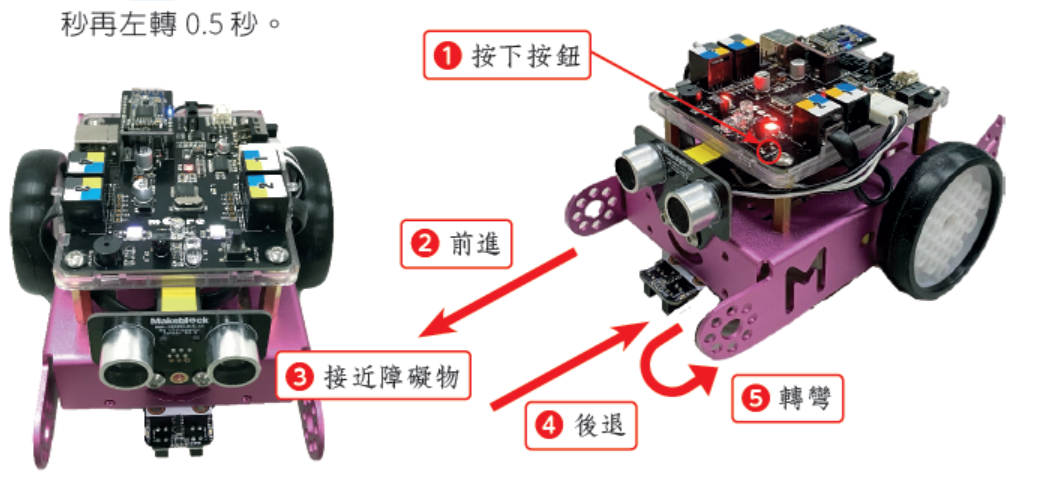 秒再左轉 0.5 秒。
❶ 按下按鈕
❷ 前進
❸ 接近障礙物
❹ 後退
❺ 轉彎
Makeblock
M